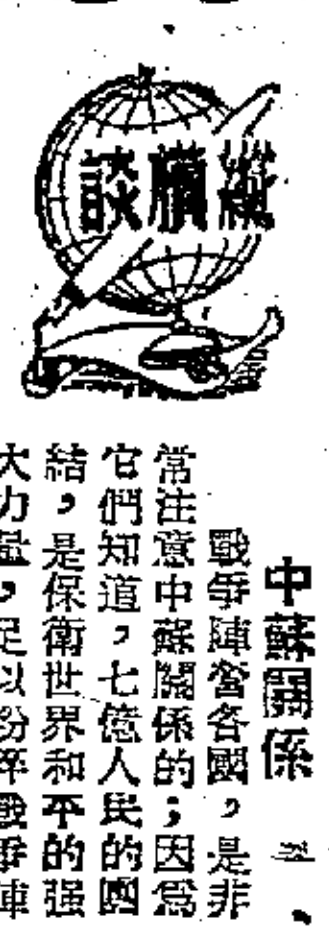 縱橫談
中蘇關係
戰爭陣營各國,是非
常注意中蘇關係的;因爲
它們知道,七億人民的團
結,是保衛世界和平的强
大力量,足以粉碎戰爭陣